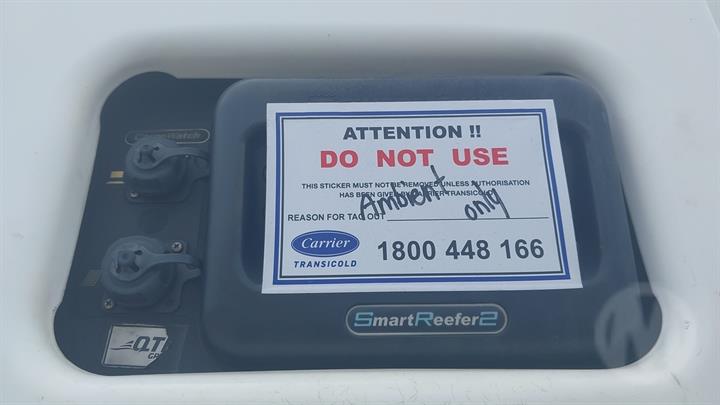 CargoWatch
ATTENTION !!
DO NOT USE
THIS STICKER MUST NOT BE REMOVED UNLESS AUTHORISATION
HAS BEEN GIVEN BY CARRIER TRANSICOLD
Ambient only
REASON FOR TAG OUT
Carrier
TRANSICOLD
1800 448 166
SmartReefer2